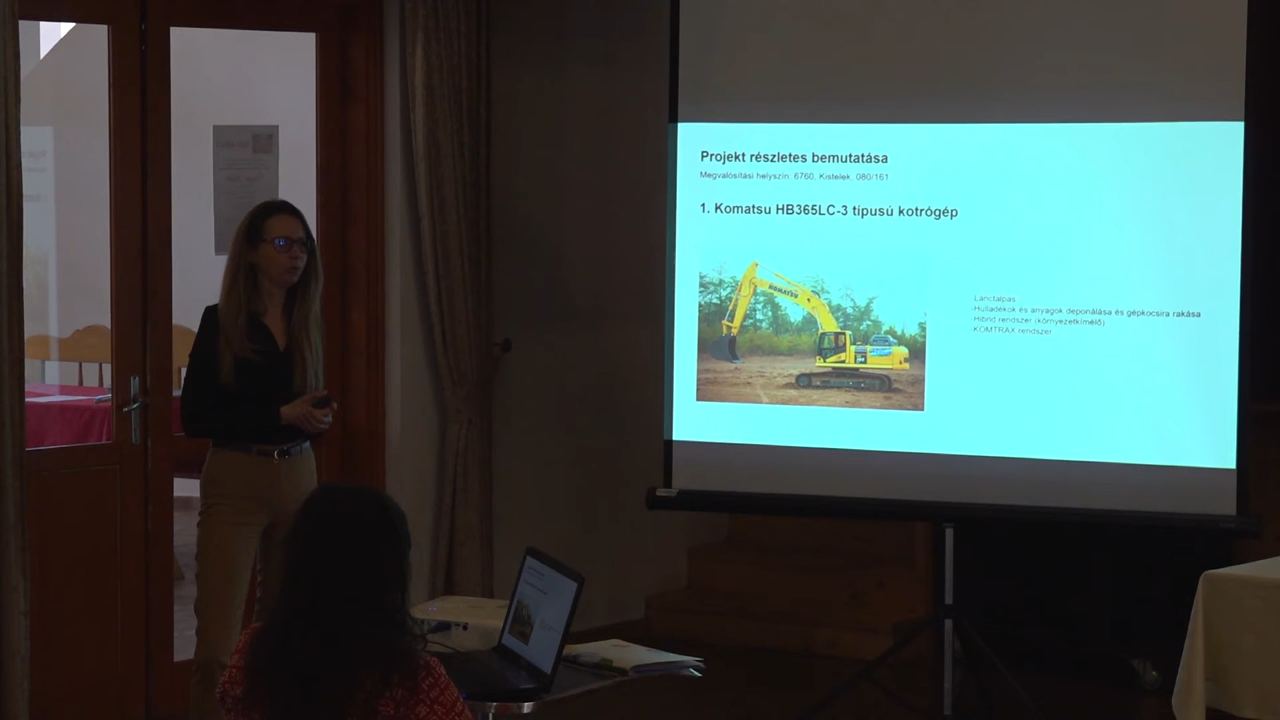 Projekt részletes bemutatása
Megvalósítási helyszín: 6760, Kistelek, 080/161
1. Komatsu HB365LC-3 típusú kotrógép
KOMATSU
Lánctalpas
Hulladékok és anyagok deponálása és gépkocsira rakása
Hibrid rendszer (környezetkímélő)
KOMTRAX rendszer